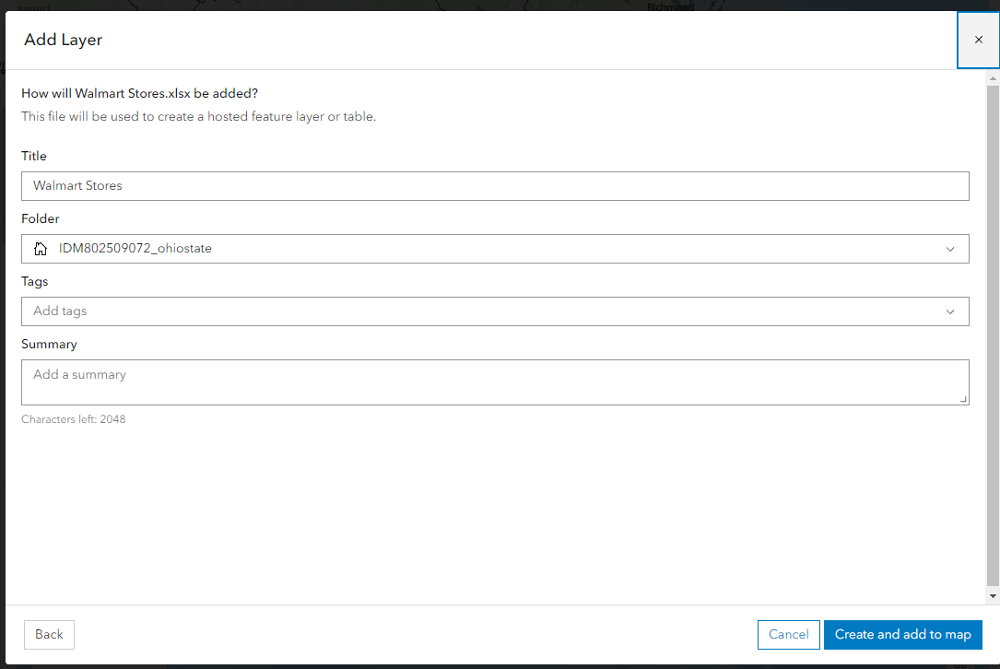 Richmond
Add Layer
How will Walmart Stores.xlsx be added?
This file will be used to create a hosted feature layer or table.
Title
Walmart Stores
Folder
IDM802509072_ohiostate
Tags
Add tags
Summary
Add a summary
Characters left: 2048
Back
Cancel
Create and add to map